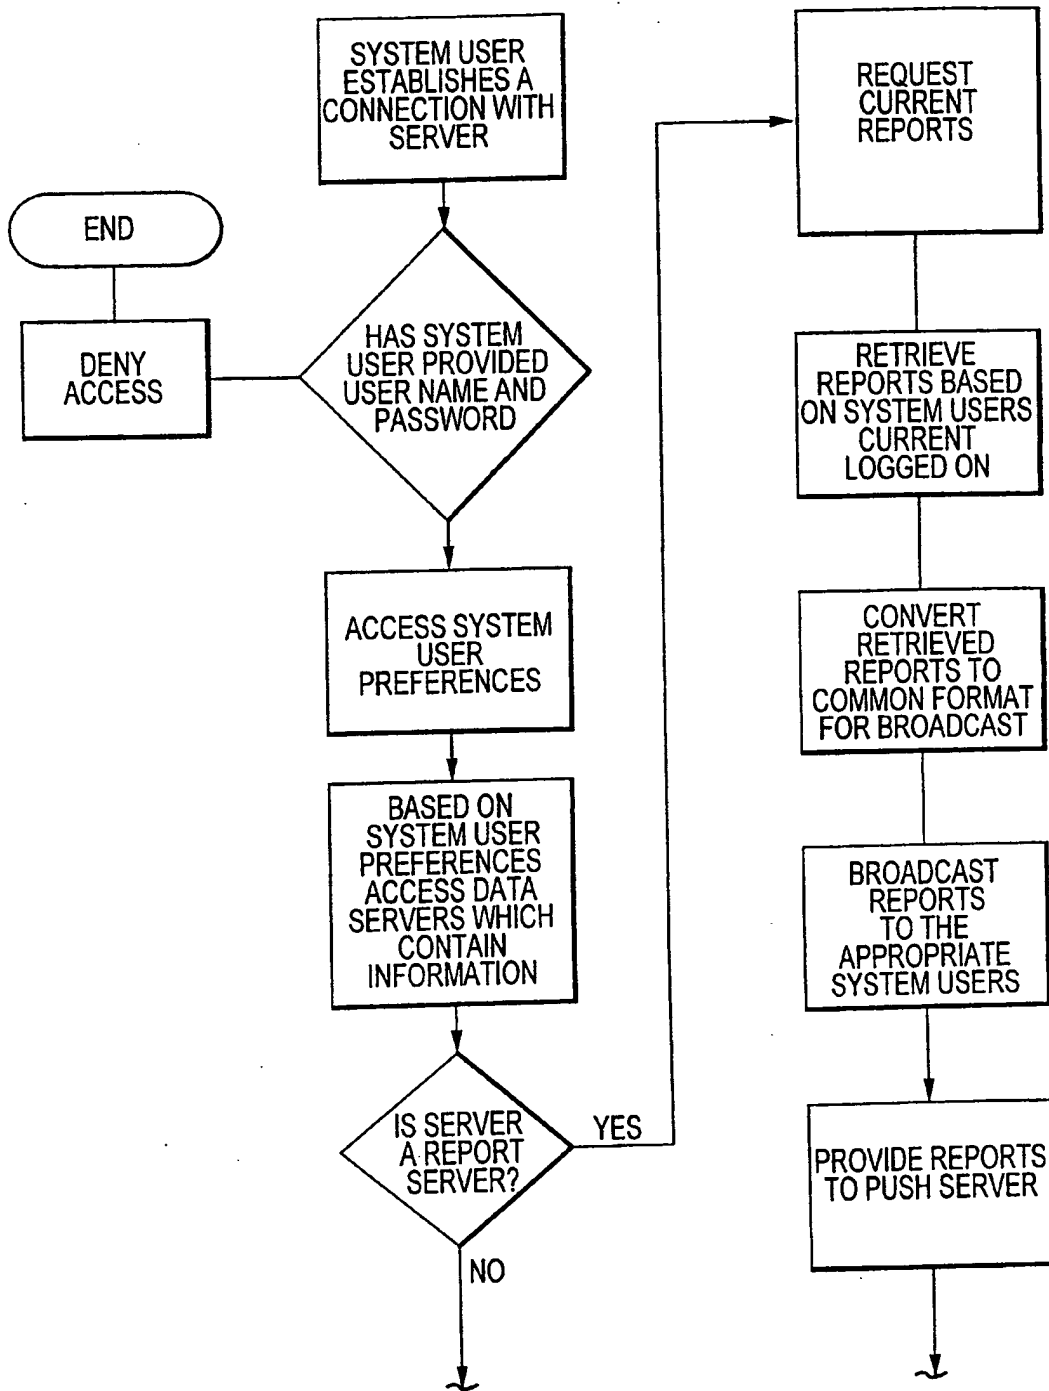 SYSTEM USER
ESTABLISHES A
CONNECTION WITH
SERVER
END
DENY
ACCESS
HAS SYSTEM
USER PROVIDED
USER NAME AND
PASSWORD
ACCESS SYSTEM
USER
PREFERENCES
BASED ON
SYSTEM USER
PREFERENCES
ACCESS DATA
SERVERS WHICH
CONTAIN
INFORMATION
IS SERVER
A REPORT
SERVER?
YES
NO
REQUEST
CURRENT
REPORTS
RETRIEVE
REPORTS BASED
ON SYSTEM USERS
CURRENT
LOGGED ON
CONVERT
RETRIEVED
REPORTS TO
COMMON FORMAT
FOR BROADCAST
BROADCAST
REPORTS
TO THE
APPROPRIATE
SYSTEM USERS
PROVIDE REPORTS
TO PUSH SERVER